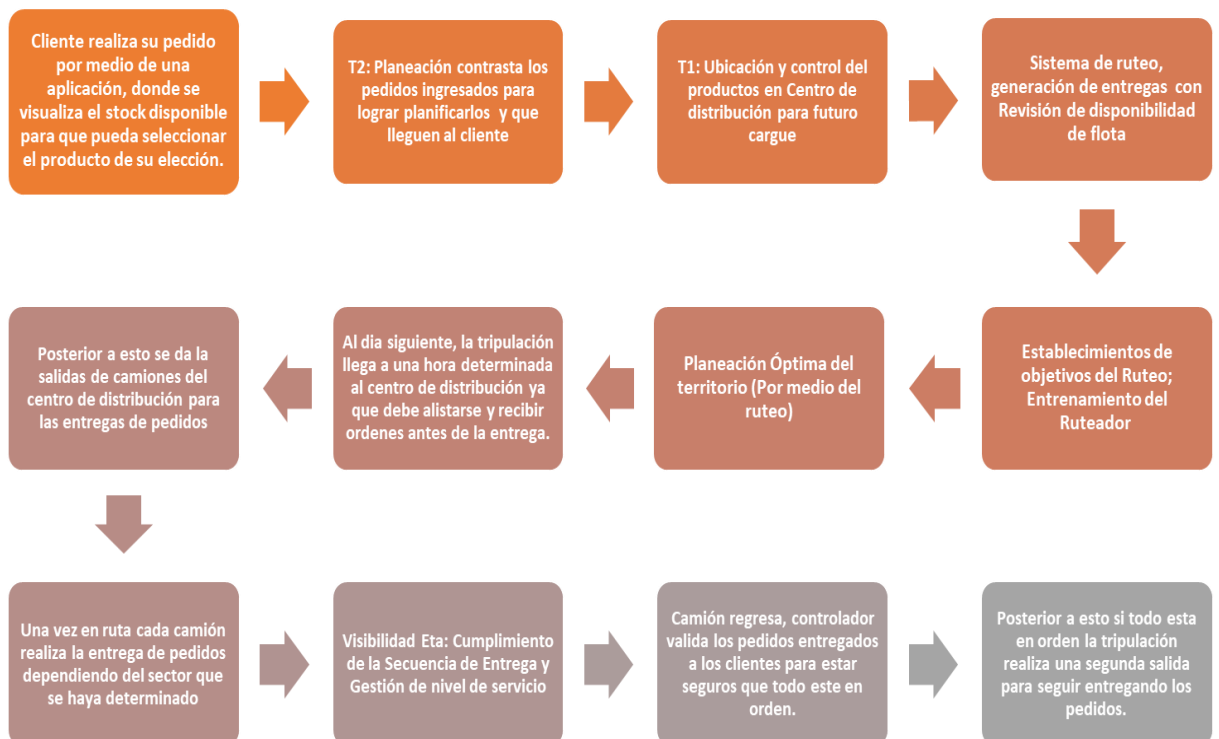 Cliente realiza su pedido
por medio de una
aplicación, donde se
visualiza el stock disponible
para que pueda seleccionar
el producto de su elección.
T2: Planeación contrasta los
pedidos ingresados para
lograr planificarlos y que
lleguen al cliente
T1: Ubicación y control del
productos en Centro de
distribución para futuro
cargue
Sistema de ruteo,
generación de entregas con
Revisión de disponibilidad
de flota
Establecimientos de
objetivos del Ruteo;
Entrenamiento del
Ruteador
Planeación Óptima del
territorio (Por medio del
ruteo)
Al dia siguiente, la tripulación
llega a una hora determinada
al centro de distribución ya
que debe alistarse y recibir
ordenes antes de la entrega.
Posterior a esto se da la
salidas de camiones del
centro de distribución para
las entregas de pedidos
Una vez en ruta cada camión
realiza la entrega de pedidos
dependiendo del sector que
se haya determinado
Visibilidad Eta: Cumplimiento
de la Secuencia de Entrega y
Gestión de nivel de servicio
Camión regresa, controlador
valida los pedidos entregados
a los clientes para estar
seguros que todo este en
orden.
Posterior a esto si todo esta
en orden la tripulación
realiza una segunda salida
para seguir entregando los
pedidos.